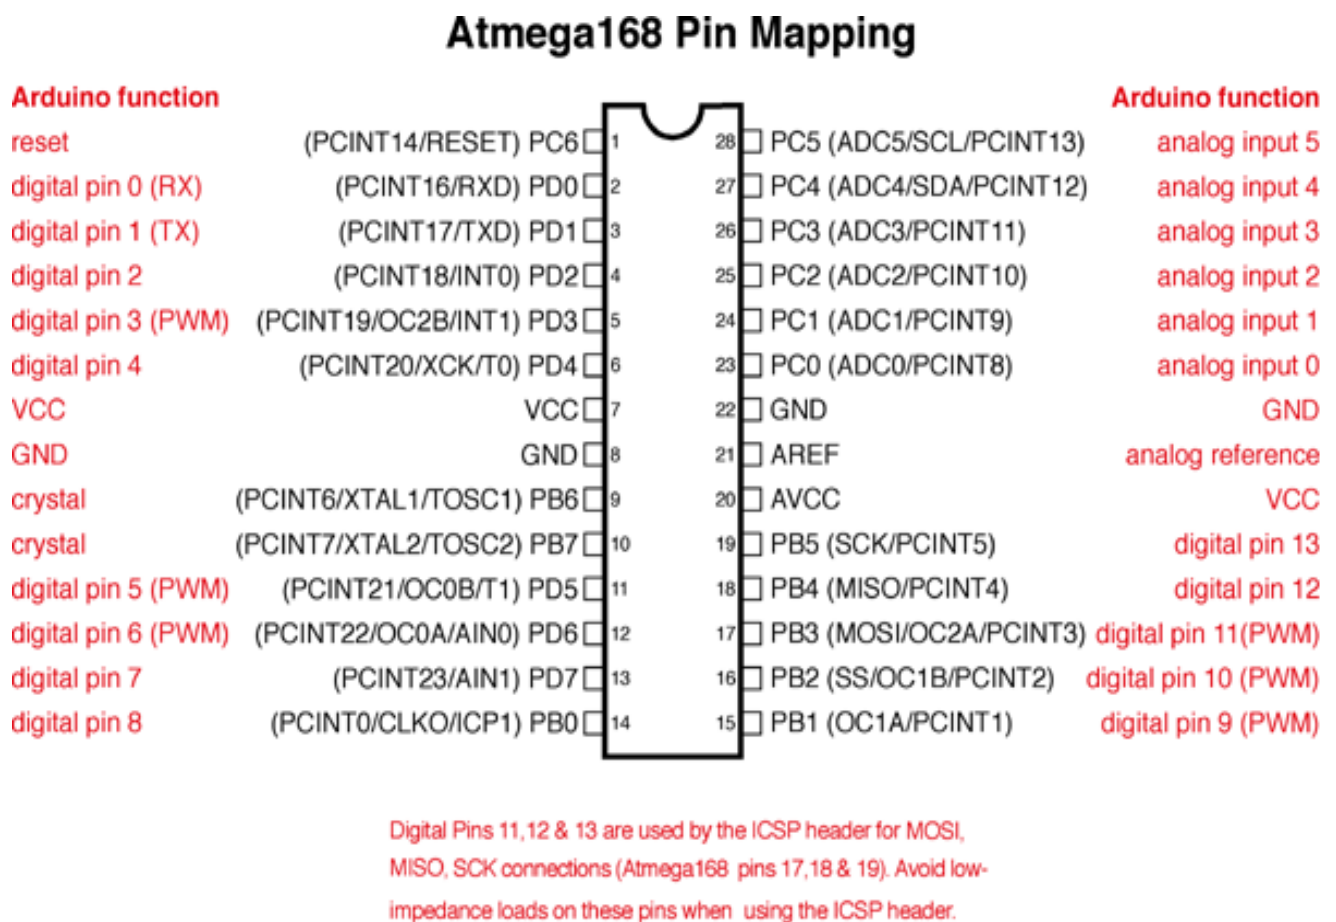 Atmega168 Pin Mapping
Arduino function Arduino function
reset (PCINT14/RESET) PC6 1 28 PC5 (ADC5/SCL/PCINT13) analog input 5
digital pin 0 (RX) (PCINT16/RXD) PD0 2 27 PC4 (ADC4/SDA/PCINT12) analog input 4
digital pin 1 (TX) (PCINT17/TXD) PD1 3 26 PC3 (ADC3/PCINT11) analog input 3
digital pin 2 (PCINT18/INT0) PD2 4 25 PC2 (ADC2/PCINT10) analog input 2
digital pin 3 (PWM) (PCINT19/OC2B/INT1) PD3 5 24 PC1 (ADC1/PCINT9) analog input 1
digital pin 4 (PCINT20/XCK/T0) PD4 6 23 PC0 (ADC0/PCINT8) analog input 0
VCC VCC 7 22 GND GND
GND GND 8 21 AREF analog reference
crystal (PCINT6/XTAL1/TOSC1) PB6 9 20 AVCC VCC
crystal (PCINT7/XTAL2/TOSC2) PB7 10 19 PB5 (SCK/PCINT5) digital pin 13
digital pin 5 (PWM) (PCINT21/OC0B/T1) PD5 11 18 PB4 (MISO/PCINT4) digital pin 12
digital pin 6 (PWM) (PCINT22/OC0A/AIN0) PD6 12 17 PB3 (MOSI/OC2A/PCINT3) digital pin 11(PWM)
digital pin 7 (PCINT23/AIN1) PD7 13 16 PB2 (SS/OC1B/PCINT2) digital pin 10 (PWM)
digital pin 8 (PCINT0/CLKO/ICP1) PB0 14 15 PB1 (OC1A/PCINT1) digital pin 9 (PWM)
Digital Pins 11,12 & 13 are used by the ICSP header for MOSI,
MISO, SCK connections (Atmega168 pins 17,18 & 19). Avoid low-
impedance loads on these pins when using the ICSP header.